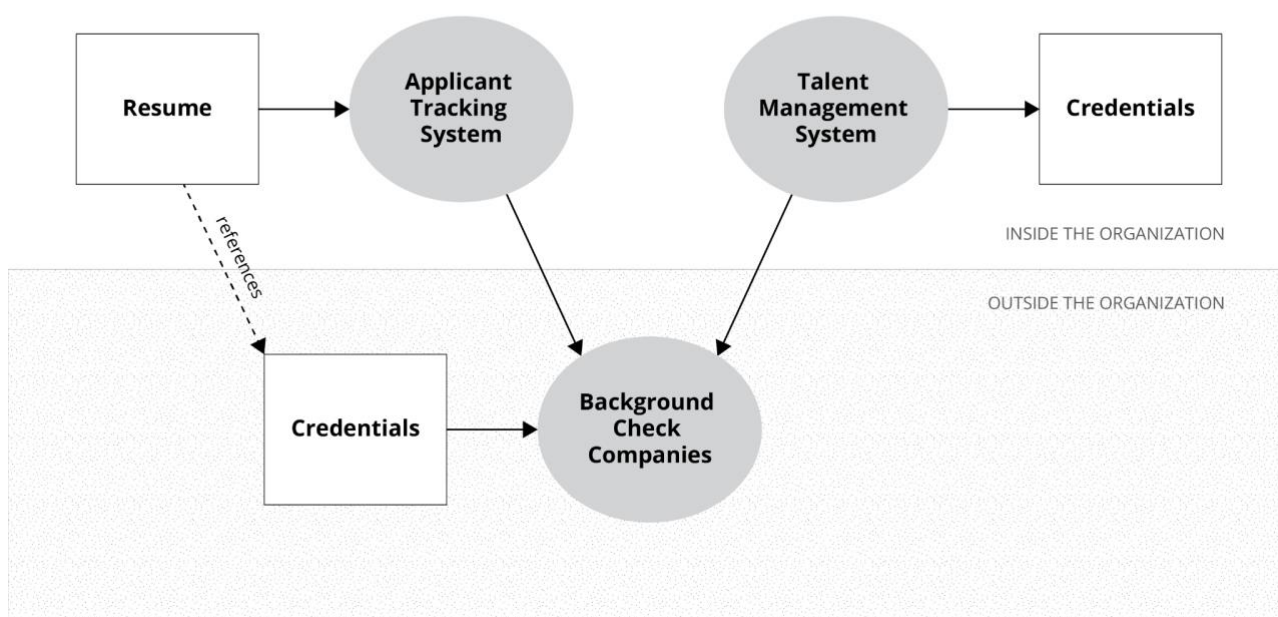 Resume
Applicant
Tracking
System
Talent
Management
System
Credentials
references
INSIDE THE ORGANIZATION
OUTSIDE THE ORGANIZATION
Credentials
Background
Check
Companies